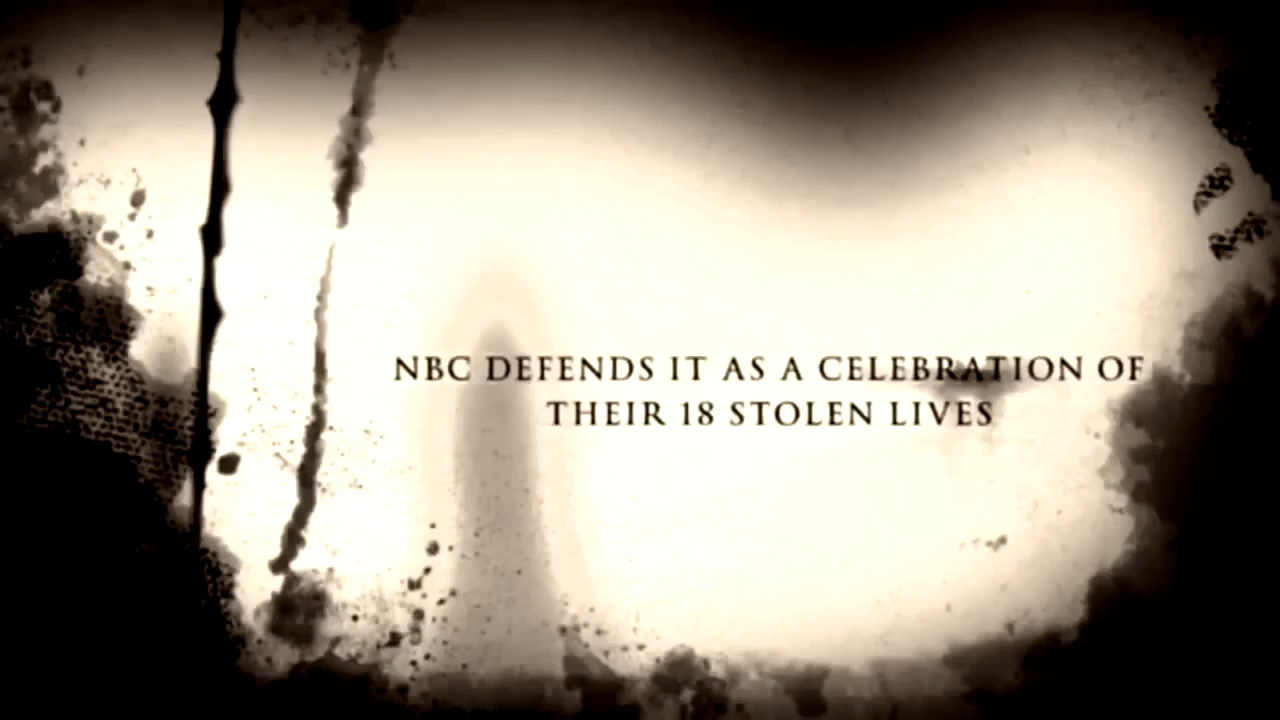 NBC DEFENDS IT AS A CELEBRATION OF
THEIR 18 STOLEN LIVES